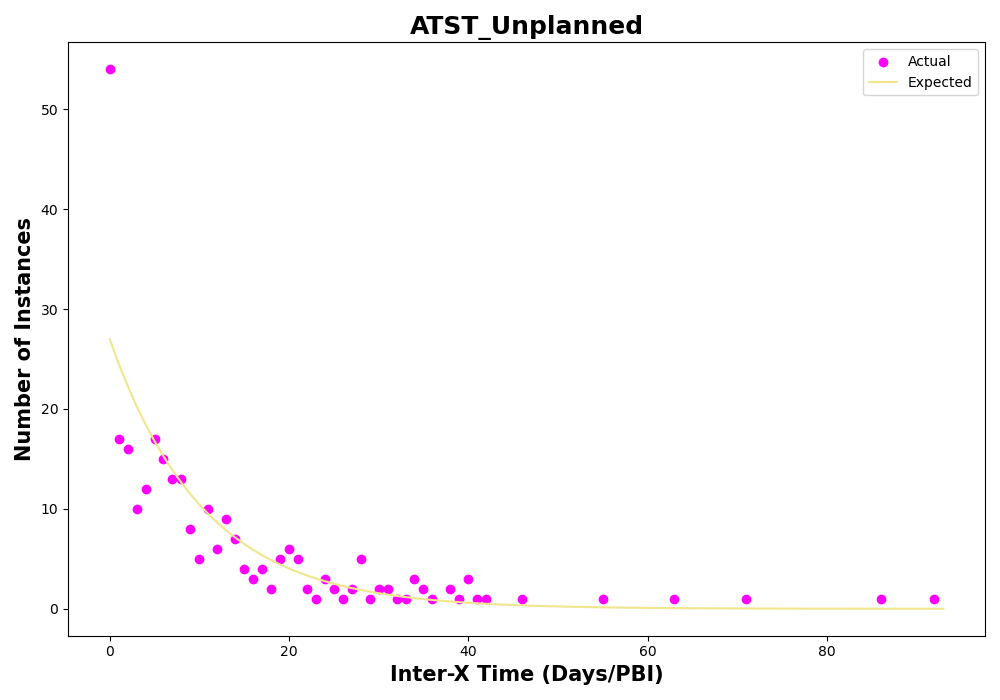 ATST_Unplanned
Actual
Expected
Number of Instances
50
40
30
20
10
0
0 20 40 60 80
Inter-X Time (Days/PBI)